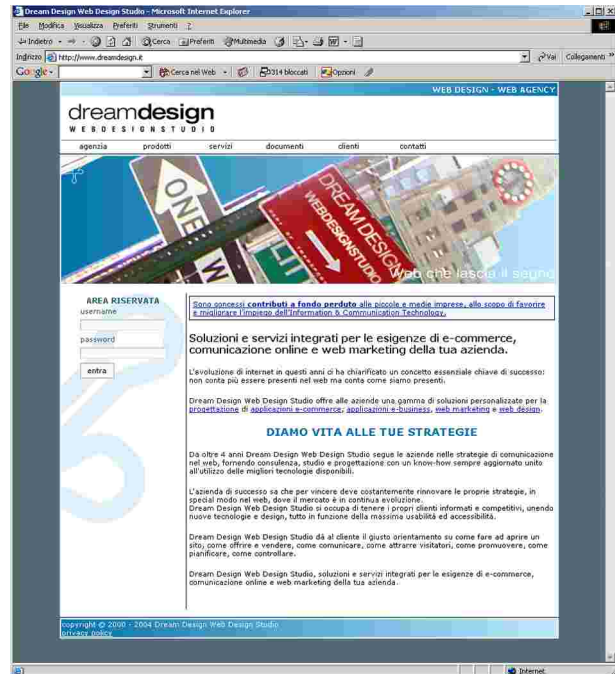 Dream Design Web Design Studio - Microsoft Internet Explorer
File Modifica Visualizza Preferiti Strumenti ?
Indietro Cerca Preferiti Multimedia
Indirizzo http://www.dreamdesign.it Vai Collegamenti
Google Cerca nel Web 314 bloccati Opzioni
WEB DESIGN - WEB AGENCY
dreamdesign
WEBDESIGNSTUDIO
agenzia prodotti servizi documenti clienti contatti
ONE WAY
DREAM DESIGN
WEBDESIGNSTUDIO
Web che lascia il segno
AREA RISERVATA
username
password
entra
Sono concessi contributi a fondo perduto alle piccole e medie imprese, allo scopo di favorire
e migliorare l'impiego dell'Information & Communication Technology.
Soluzioni e servizi integrati per le esigenze di e-commerce,
comunicazione online e web marketing della tua azienda.
L'evoluzione di internet in questi anni ci ha chiarificato un concetto essenziale chiave di successo:
non conta più essere presenti nel web ma conta come siamo presenti.
Dream Design Web Design Studio offre alle aziende una gamma di soluzioni personalizzate per la
progettazione di applicazioni e-commerce, applicazioni e-business, web marketing e web design.
DIAMO VITA ALLE TUE STRATEGIE
Da oltre 4 anni Dream Design Web Design Studio segue le aziende nelle strategie di comunicazione
nel web, fornendo consulenza, studio e progettazione con un know-how sempre aggiornato unito
all'utilizzo delle migliori tecnologie disponibili.
L'azienda di successo sa che per vincere deve costantemente rinnovare le proprie strategie, in
special modo nel web, dove il mercato è in continua evoluzione.
Dream Design Web Design Studio si occupa di tenere i propri clienti informati e competitivi, unendo
nuove tecnologie e design, tutto in funzione della massima usabilità ed accessibilità.
Dream Design Web Design Studio dà al cliente il giusto orientamento su come fare ad aprire un
sito, come offrire e vendere, come comunicare, come attrarre visitatori, come promuovere, come
pianificare, come controllare.
Dream Design Web Design Studio, soluzioni e servizi integrati per le esigenze di e-commerce,
comunicazione online e web marketing della tua azienda.
copyright © 2000 - 2004 Dream Design Web Design Studio
privacy policy
Internet